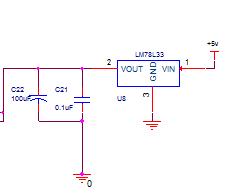 +5v
LM78L33
2
VOUT
GND
VIN
1
C22
100uF
C21
0.1uF
U8
3
0